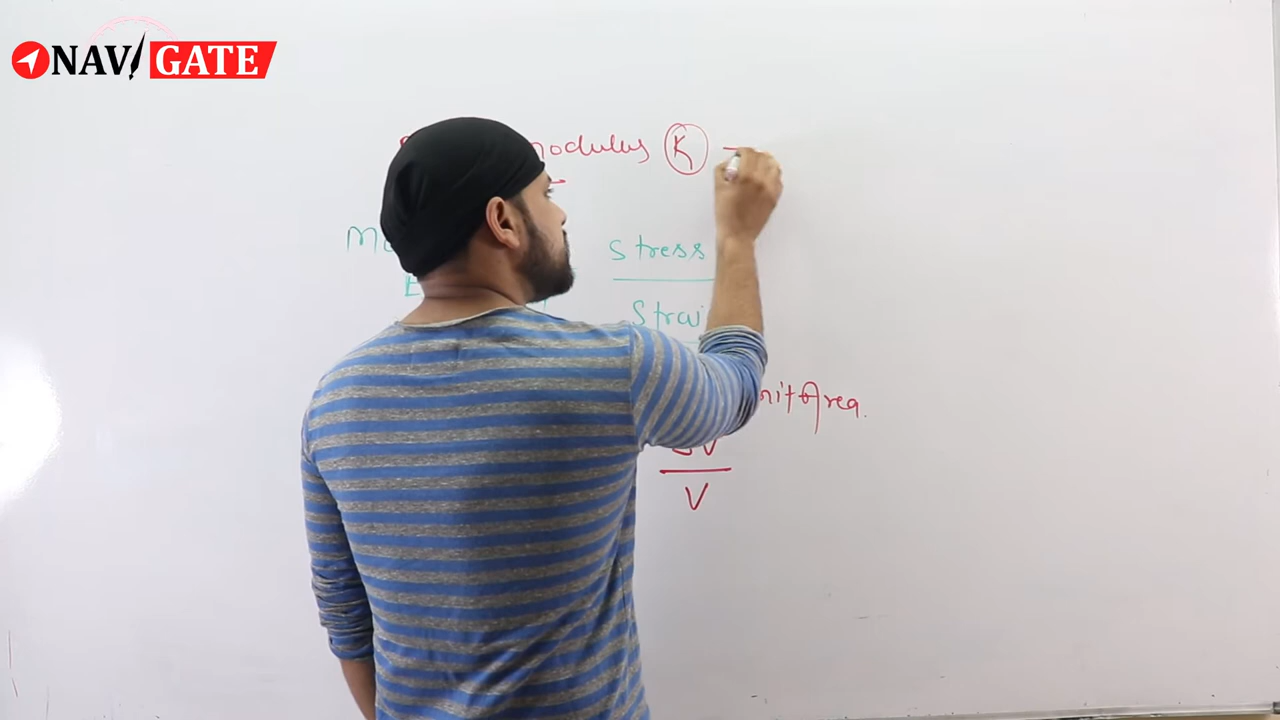 NAVIGATE
modulus K –
Stress
Strai
nit Area.
ΔV
V